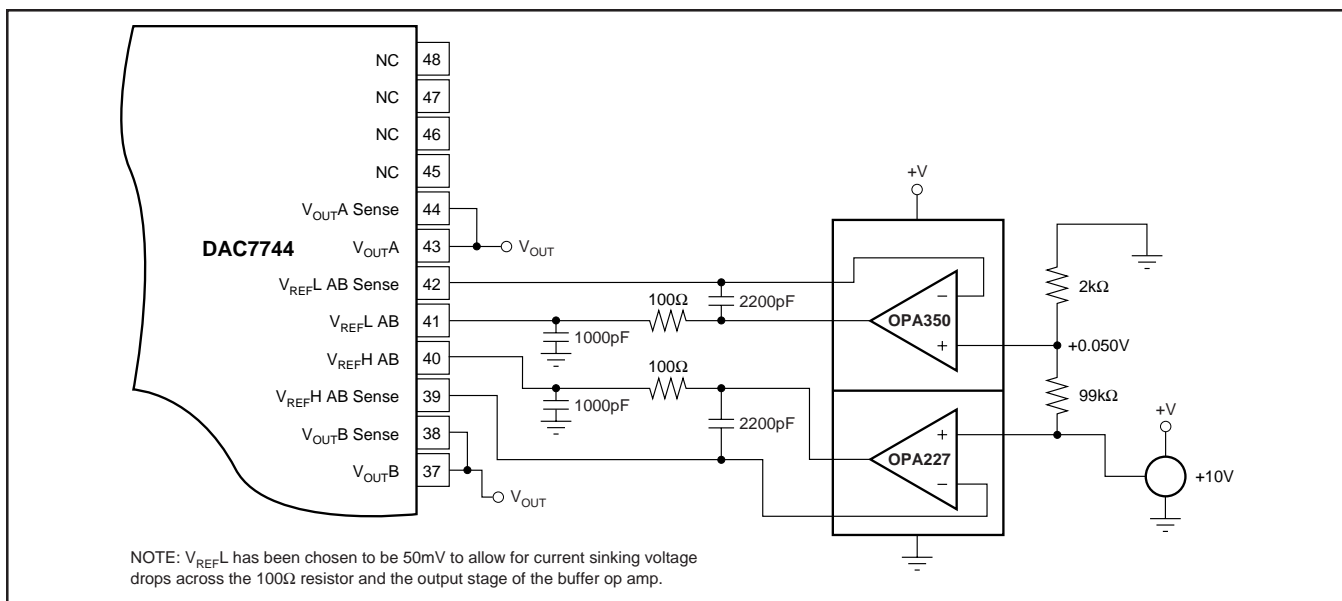 NC 48
NC 47
NC 46
NC 45
VOUTA Sense 44
DAC7744
VOUTA 43
VOUT
VREFL AB Sense 42
VREFL AB 41
VREFH AB 40
VREFH AB Sense 39
VOUTB Sense 38
VOUTB 37
VOUT
100Ω
2200pF
1000pF
100Ω
1000pF
2200pF
+V
–
OPA350
+
2kΩ
+0.050V
99kΩ
+
OPA227
–
+V
+10V
NOTE: VREFL has been chosen to be 50mV to allow for current sinking voltage
drops across the 100Ω resistor and the output stage of the buffer op amp.